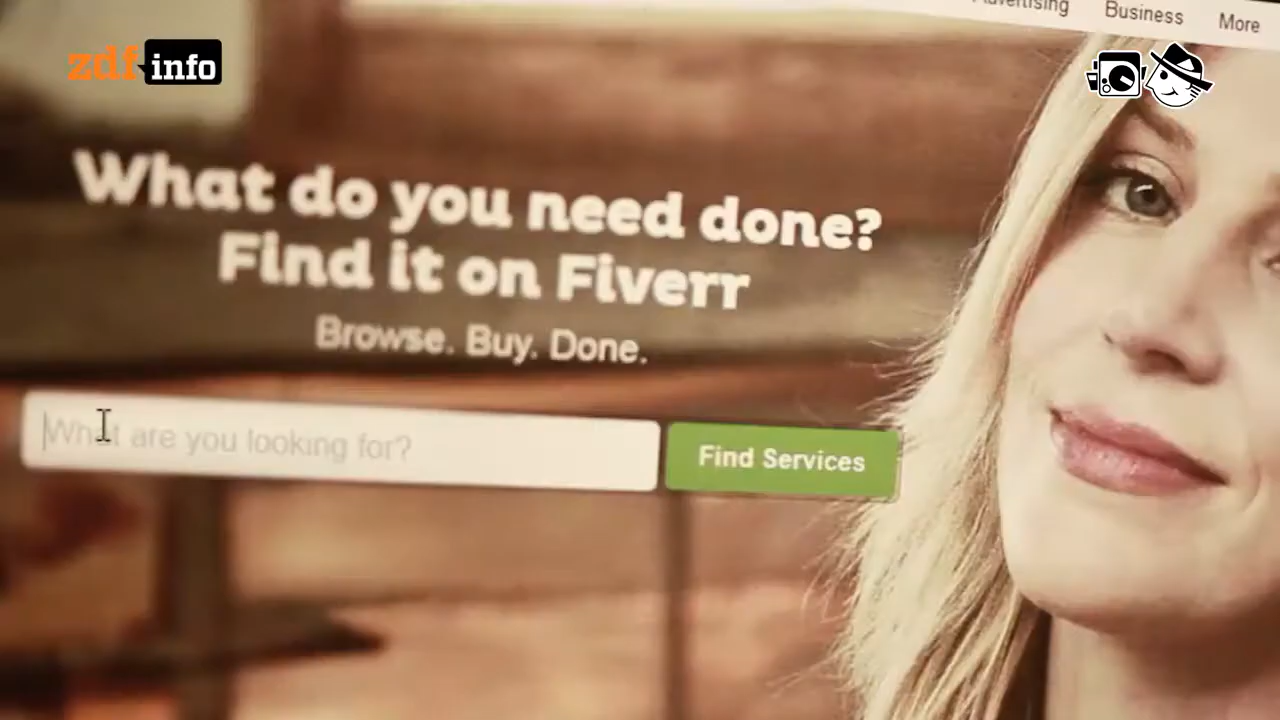 Advertising Business More
zdf info
What do you need done?
Find it on Fiverr
Browse. Buy. Done.
What are you looking for?
Find Services